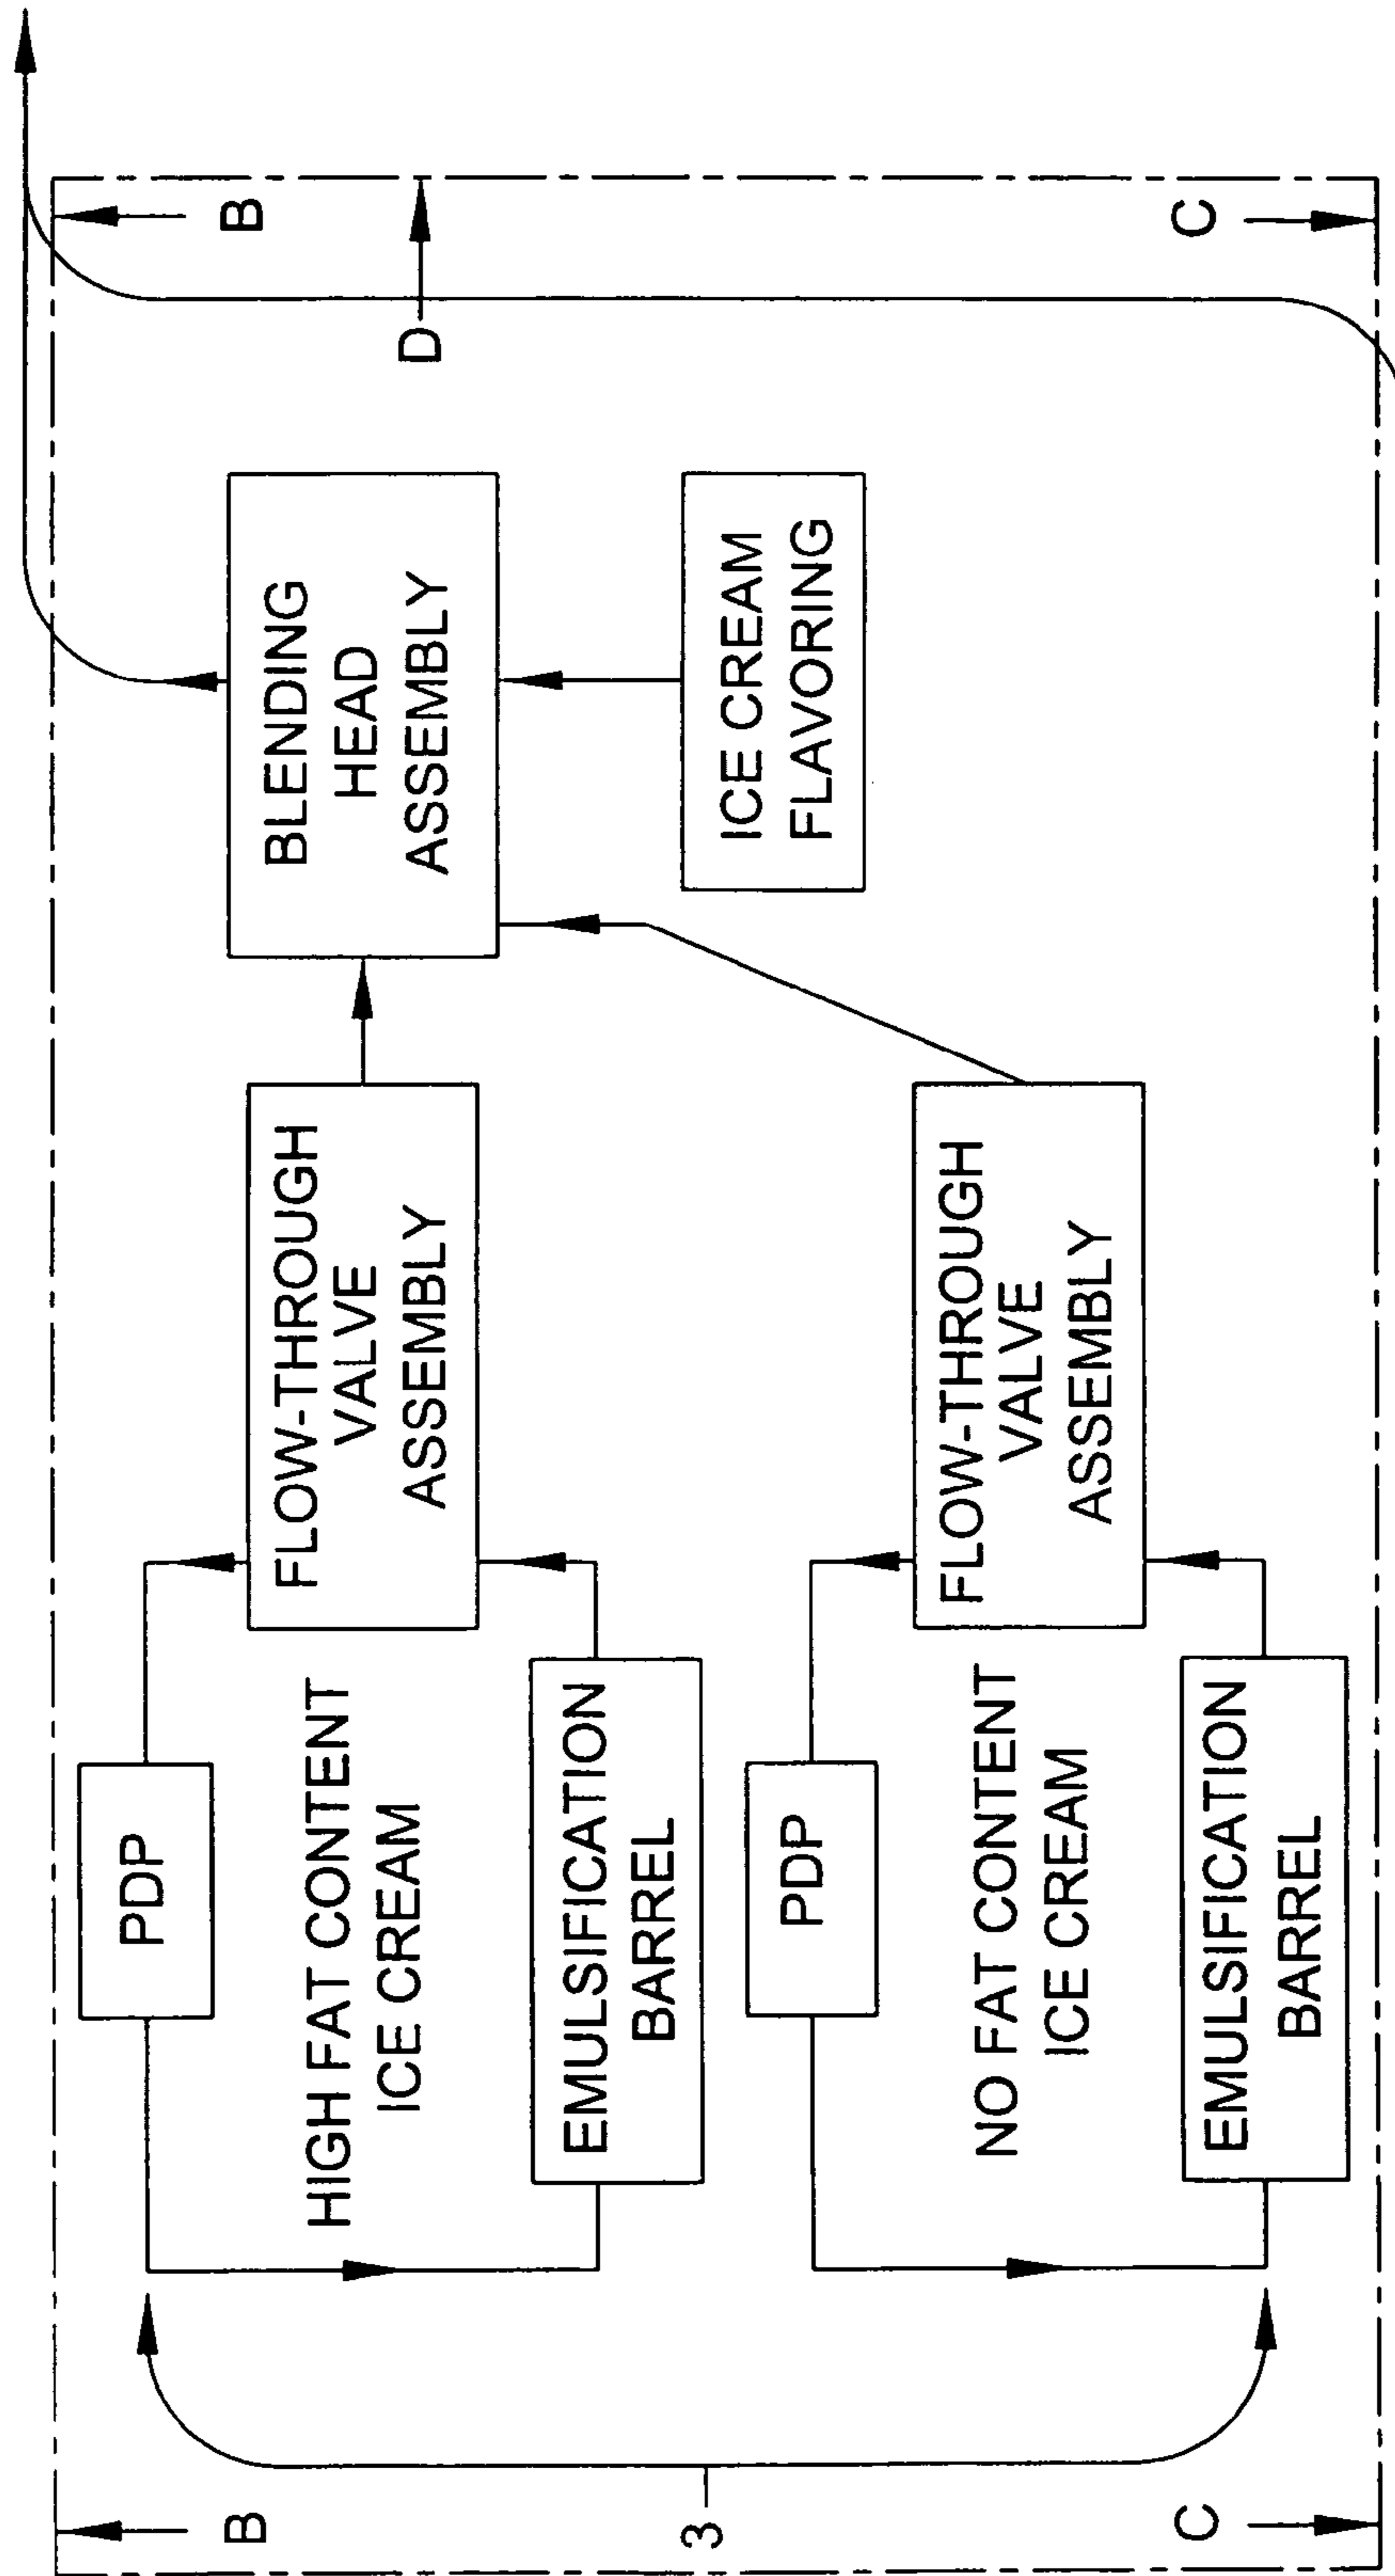 B
B
PDP
HIGH FAT CONTENT
ICE CREAM
FLOW-THROUGH
VALVE
ASSEMBLY
BLENDING
HEAD
ASSEMBLY
D
EMULSIFICATION
BARREL
ICE CREAM
FLAVORING
3
PDP
NO FAT CONTENT
ICE CREAM
FLOW-THROUGH
VALVE
ASSEMBLY
EMULSIFICATION
BARREL
C
C